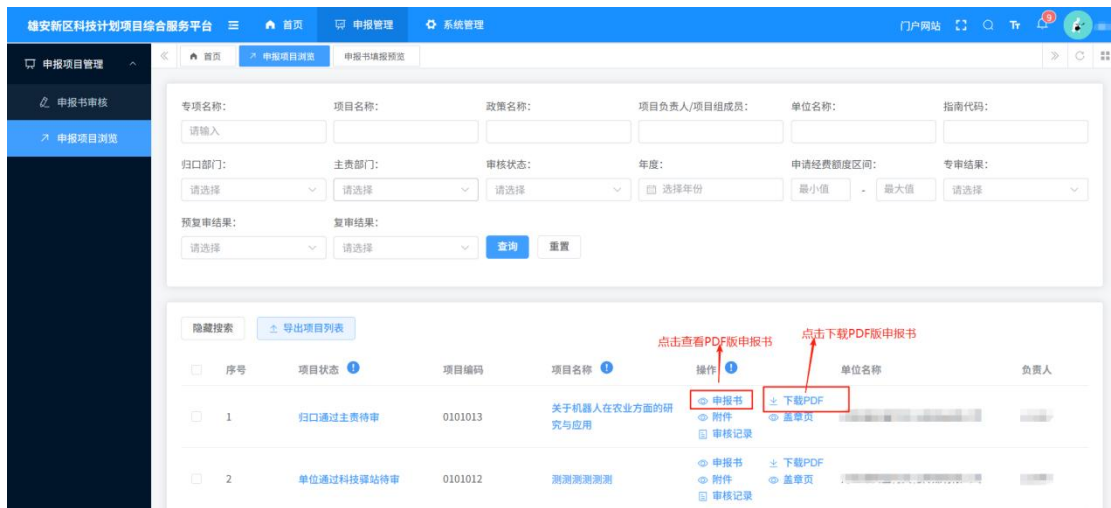 雄安新区科技计划项目综合服务平台 首页 申报管理 系统管理 门户网站 Tr 9
申报项目管理 首页 申报项目浏览 申报书填报预览
申报书审核
申报项目浏览
专项名称: 项目名称: 政策名称: 项目负责人/项目组成员: 单位名称: 指南代码:
请输入
归口部门: 主责部门: 审核状态: 年度: 申请经费额度区间: 专审结果:
请选择 请选择 请选择 选择年份 最小值 - 最大值 请选择
预复审结果: 复审结果:
请选择 请选择 查询 重置
隐藏搜索 导出项目列表
点击查看PDF版申报书 点击下载PDF版申报书
序号 项目状态 项目编码 项目名称 操作 单位名称 负责人
1 归口通过主责待审 0101013 关于机器人在农业方面的研
究与应用
申报书 下载PDF
附件 盖章页
审核记录
2 单位通过科技驿站待审 0101012 测测测测测测
申报书 下载PDF
附件 盖章页
审核记录